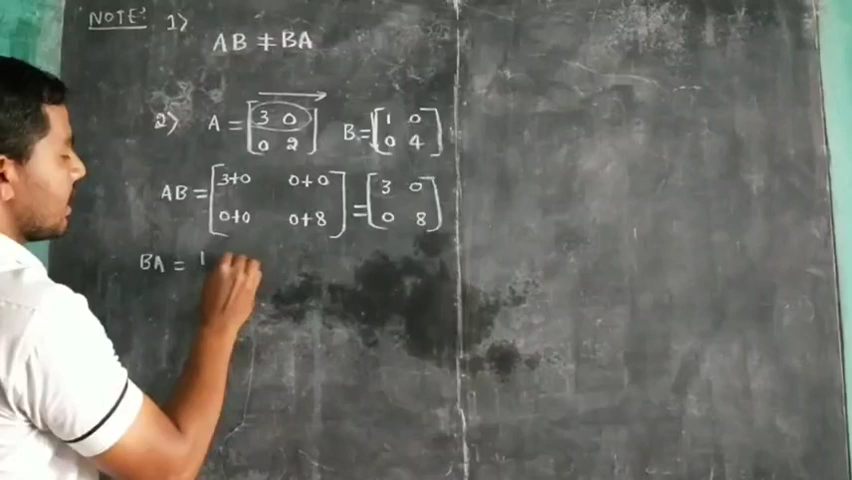 NOTE: 1>
AB ≠ BA
2> A = [3 0
0 2] B = [1 0
0 4]
AB = [3+0 0+0
0+0 0+8] = [3 0
0 8]
BA =